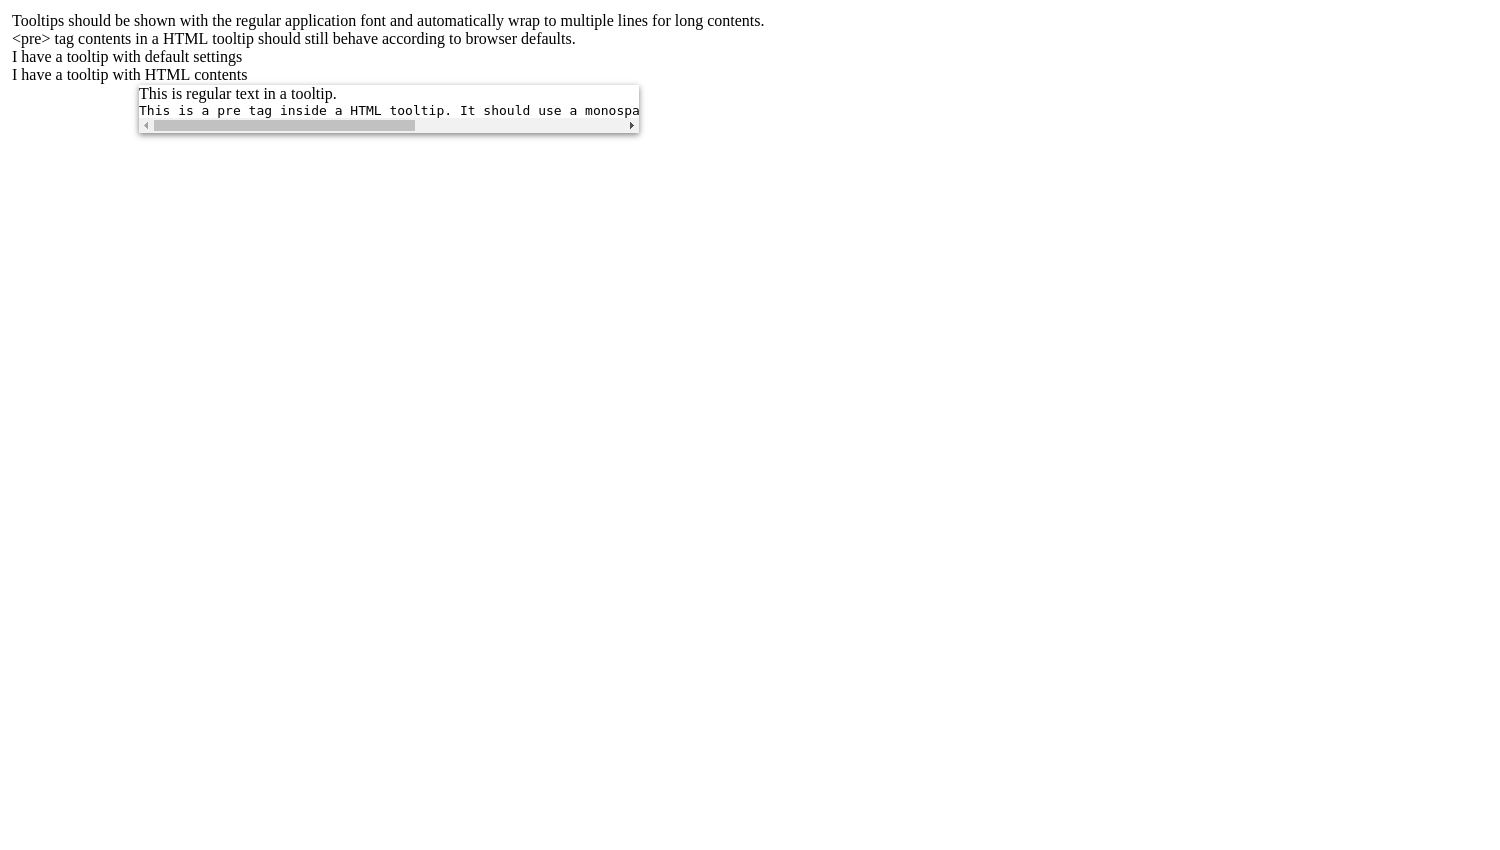 Tooltips should be shown with the regular application font and automatically wrap to multiple lines for long contents.
<pre> tag contents in a HTML tooltip should still behave according to browser defaults.
I have a tooltip with default settings
I have a tooltip with HTML contents
This is regular text in a tooltip.
This is a pre tag inside a HTML tooltip. It should use a monospa